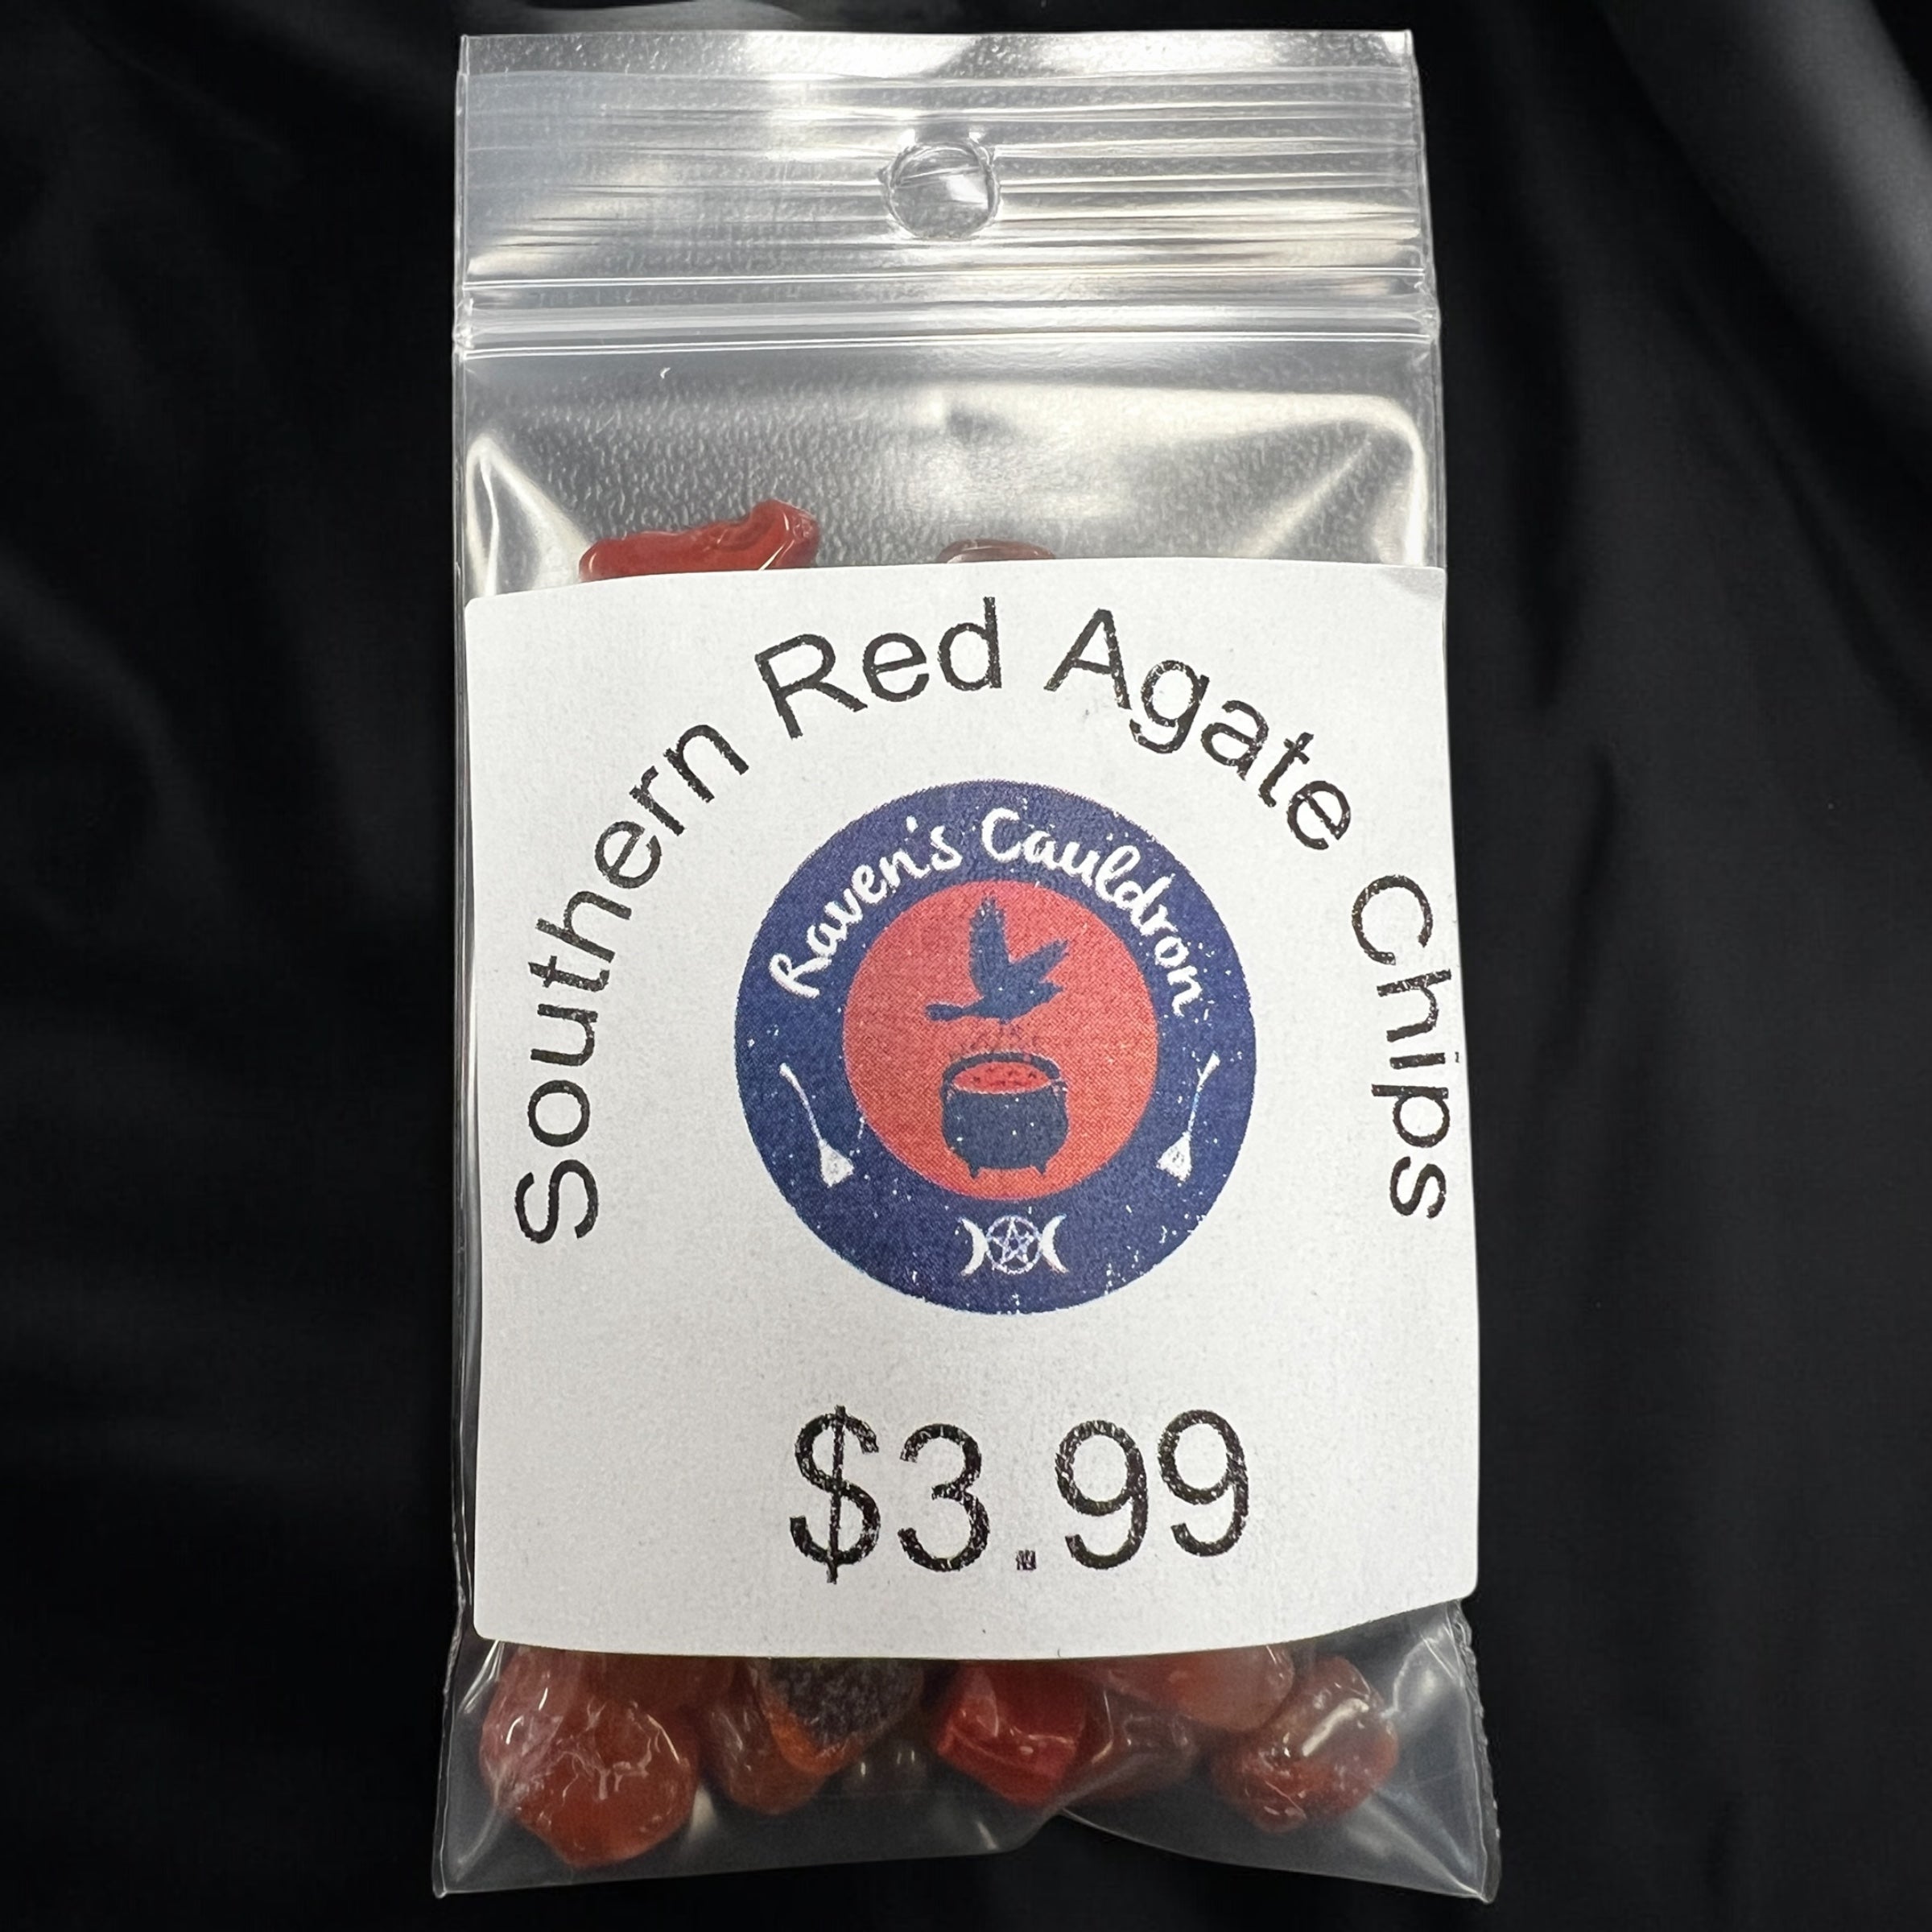 Southern Red Agate Chips
Raven's Cauldron
$3.99